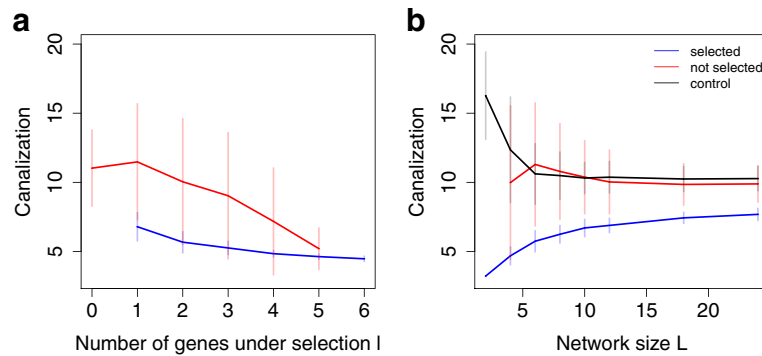 a
20
15
10
5
Canalization
0 1 2 3 4 5 6
Number of genes under selection l
b
20
15
10
5
Canalization
selected
not selected
control
5 10 15 20
Network size L